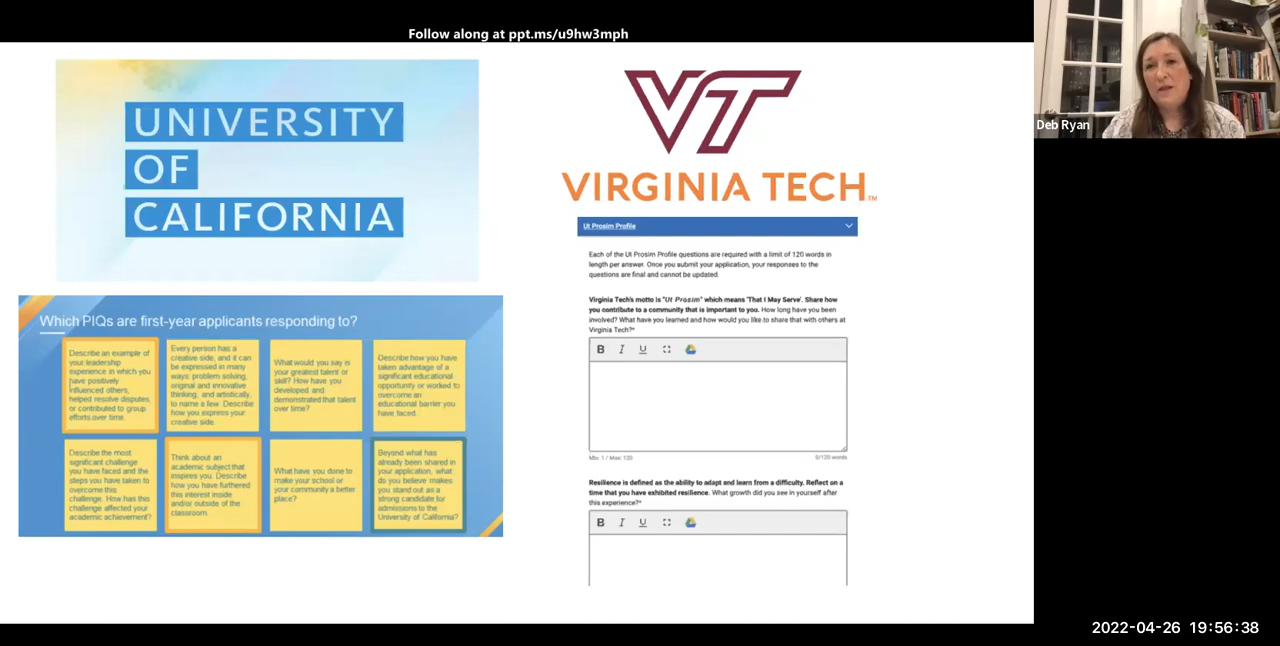 Follow along at ppt.ms/u9hw3mph
UNIVERSITY
OF
CALIFORNIA
Which PIQs are first-year applicants responding to?
Describe an example of
your leadership
experience in which you
have positively
influenced others,
helped resolve disputes,
or contributed to group
efforts over time.
Every person has a
creative side, and it can
be expressed in many
ways: problem solving,
original and innovative
thinking, and artistically,
to name a few. Describe
how you express your
creative side.
What would you say is
your greatest talent or
skill? How have you
developed and
demonstrated that talent
over time?
Describe how you have
taken advantage of a
significant educational
opportunity or worked to
overcome an
educational barrier you
have faced.
Describe the most
significant challenge
you have faced and the
steps you have taken to
overcome this
challenge. How has this
challenge affected your
academic achievement?
Think about an
academic subject that
inspires you. Describe
how you have furthered
this interest inside
and/or outside of the
classroom.
What have you done to
make your school or
your community a better
place?
Beyond what has
already been shared in
your application, what
do you believe makes
you stand out as a
strong candidate for
admissions to the
University of California?
VT
VIRGINIA TECH™
Ut Prosim Profile
Each of the Ut Prosim Profile questions are required with a limit of 120 words in
length per answer. Once you submit your application, your responses to the
questions are final and cannot be updated.
Virginia Tech's motto is "Ut Prosim" which means 'That I May Serve'. Share how
you contribute to a community that is important to you. How long have you been
involved? What have you learned and how would you like to share that with others at
Virginia Tech?*
B I U
Min: 1 / Max: 120 0/120 words
Resilience is defined as the ability to adapt and learn from a difficulty. Reflect on a
time that you have exhibited resilience. What growth did you see in yourself after
this experience?*
B I U
Deb Ryan
2022-04-26 19:56:38